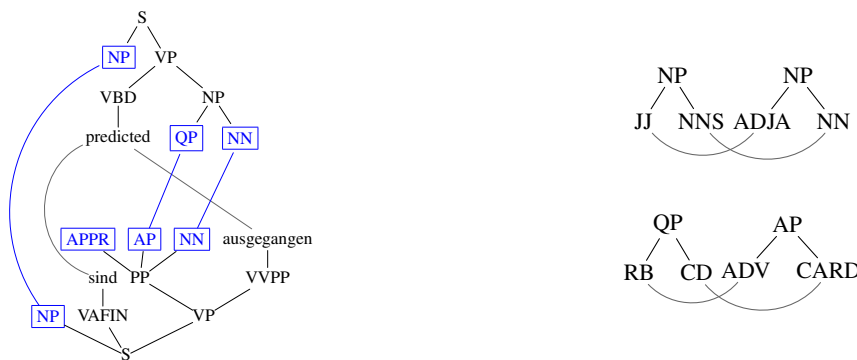 S
NP VP
VBD NP
predicted QP NN
APPR AP NN ausgegangen
sind PP VVPP
NP VAFIN VP
S
NP NP
JJ NNS ADJA NN
QP AP
RB CD ADV CARD